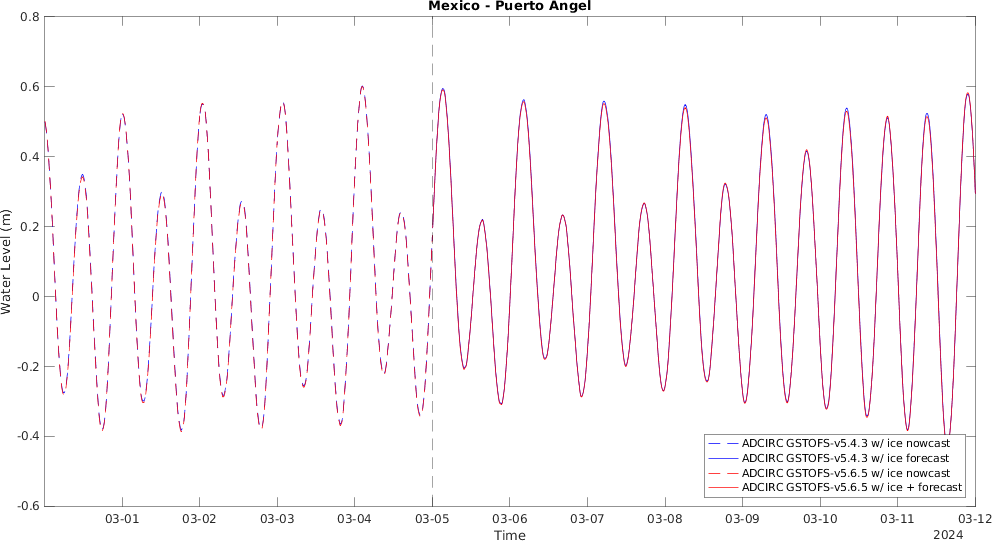 Mexico - Puerto Angel
0.8
0.6
0.4
0.2
0
-0.2
-0.4
-0.6
Water Level (m)
ADCIRC GSTOFS-v5.4.3 w/ ice nowcast
ADCIRC GSTOFS-v5.4.3 w/ ice forecast
ADCIRC GSTOFS-v5.6.5 w/ ice nowcast
ADCIRC GSTOFS-v5.6.5 w/ ice + forecast
03-01 03-02 03-03 03-04 03-05 03-06 03-07 03-08 03-09 03-10 03-11 03-12
Time
2024